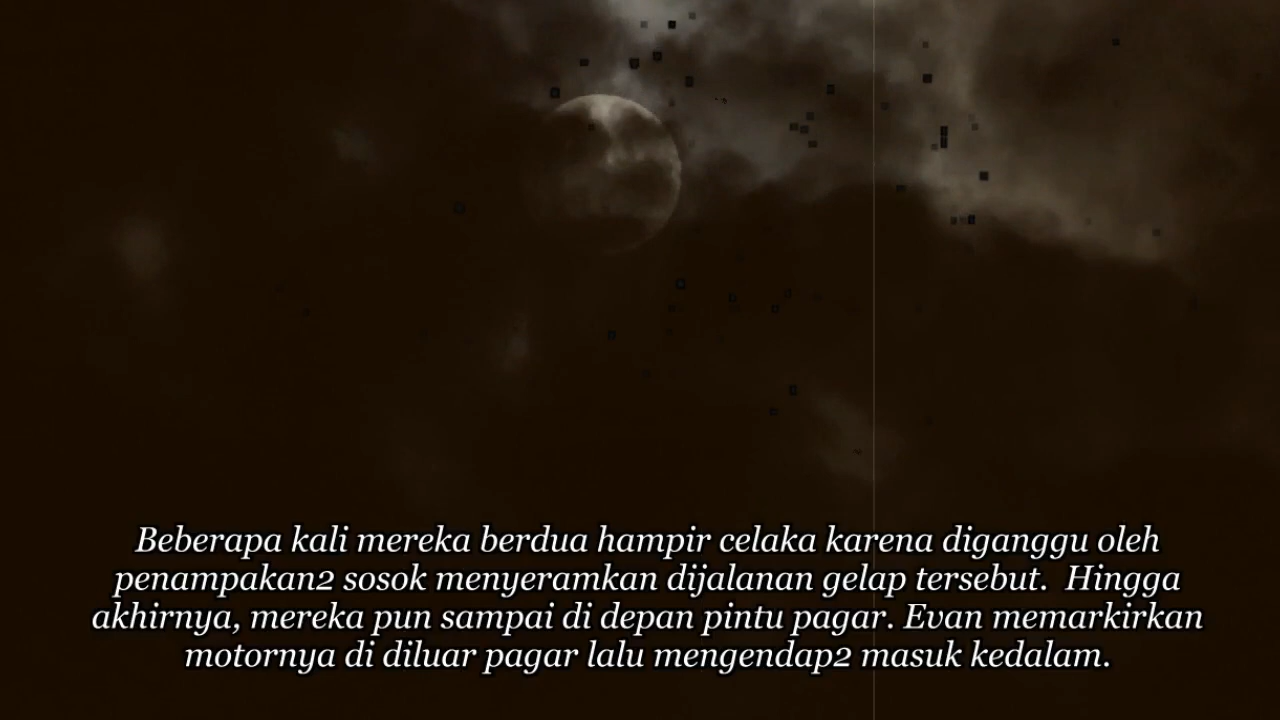 Beberapa kali mereka berdua hampir celaka karena diganggu oleh
penampakan2 sosok menyeramkan dijalanan gelap tersebut.  Hingga
akhirnya, mereka pun sampai di depan pintu pagar. Evan memarkirkan
motornya di diluar pagar lalu mengendap2 masuk kedalam.